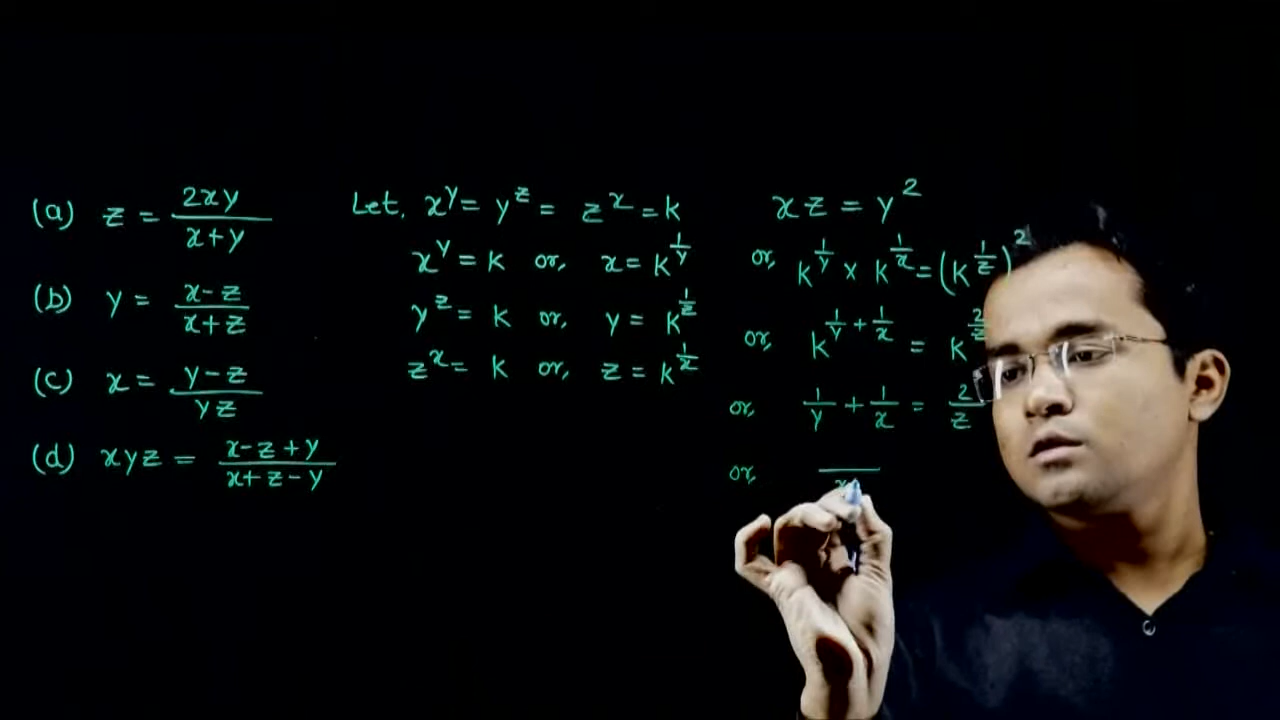 (a) z = 2xy / x+y
(b) y = x-z / x+z
(c) x = y-z / yz
(d) xyz = x-z+y / x+z-y
Let, x^y = y^z = z^x = k
x^y = k or, x = k^(1/y)
y^z = k or, y = k^(1/z)
z^x = k or, z = k^(1/x)
xz = y^2
or, k^(1/y) × k^(1/x) = (k^(1/z))^2
or, k^(1/y + 1/x) = k^(2/z)
or, 1/y + 1/x = 2/z
or,